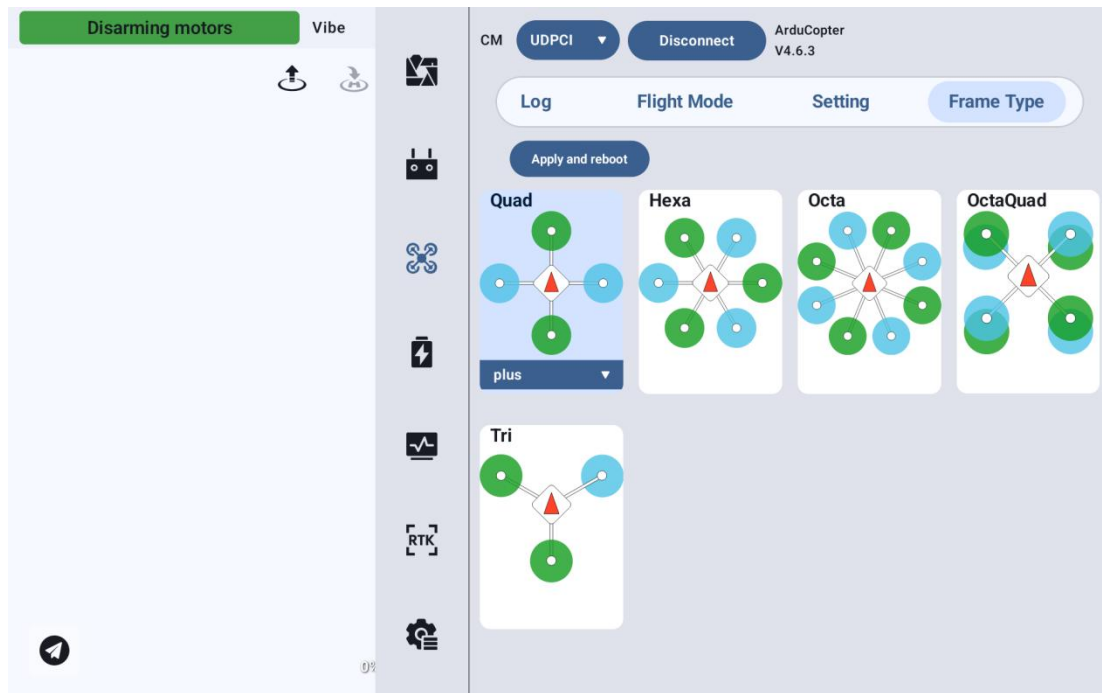 Disarming motors
Vibe
0%
RTK
CM
UDPCI
Disconnect
ArduCopter
V4.6.3
Log
Flight Mode
Setting
Frame Type
Apply and reboot
Quad
Hexa
Octa
OctaQuad
plus
Tri